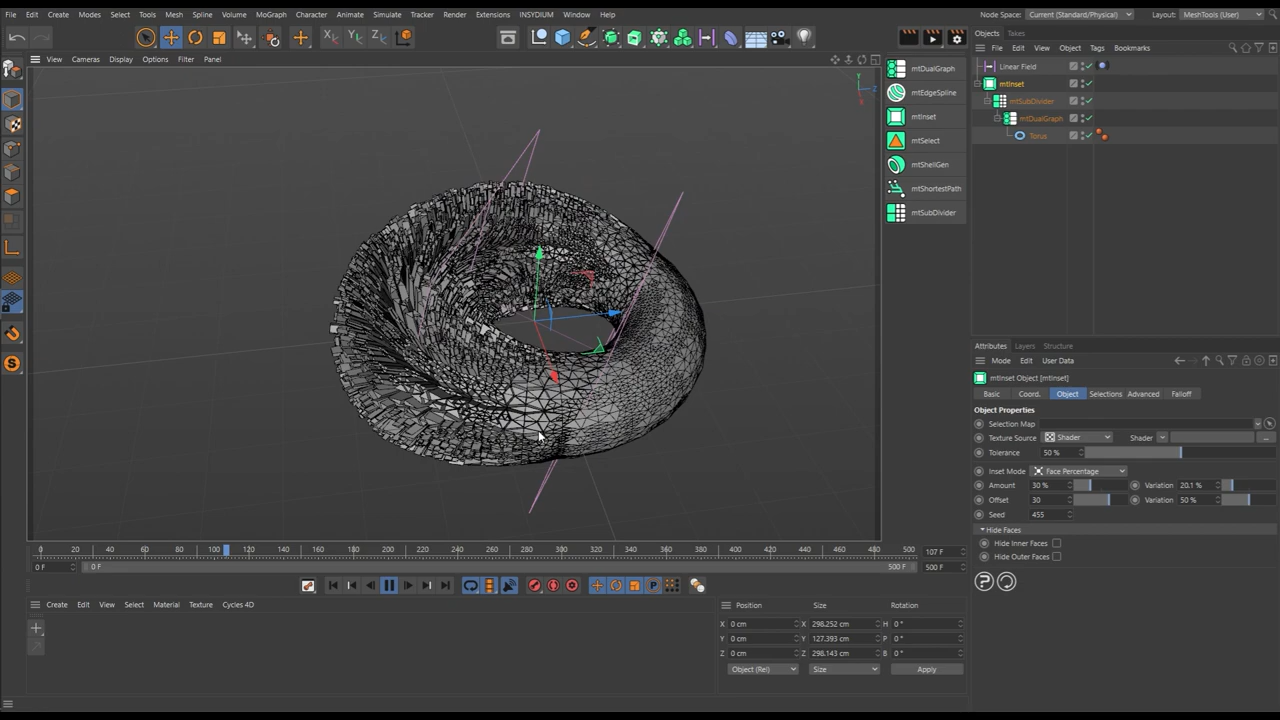 File Edit Create Modes Select Tools Mesh Spline Volume MoGraph Character Animate Simulate Tracker Render Extensions INSYDIUM Window Help Node Space: Current (Standard/Physical) Layout: MeshTools (User)
Objects Takes
File Edit View Object Tags Bookmarks
View Cameras Display Options Filter Panel
Linear Field
mtInset
mtSubDivider
mtDualGraph
Torus
mtDualGraph
mtEdgeSpline
mtInset
mtSelect
mtShellGen
mtShortestPath
mtSubDivider
Y
Z
X
Attributes Layers Structure
Mode Edit User Data
mtInset Object [mtInset]
Basic Coord. Object Selections Advanced Falloff
Object Properties
Selection Map
Texture Source Shader Shader
Tolerance 50 %
Inset Mode Face Percentage
Amount 30 % Variation 20.1 %
Offset 30 Variation 50 %
Seed 455
Hide Faces
Hide Inner Faces
Hide Outer Faces
0 20 40 60 80 100 120 140 160 180 200 220 240 260 280 300 320 340 360 380 400 420 440 460 480 500 107 F
0 F 0 F 500 F 500 F
Create Edit View Select Material Texture Cycles 4D
Position Size Rotation
X 0 cm X 298.252 cm H 0 °
Y 0 cm Y 127.393 cm P 0 °
Z 0 cm Z 298.143 cm B 0 °
Object (Rel) Size Apply